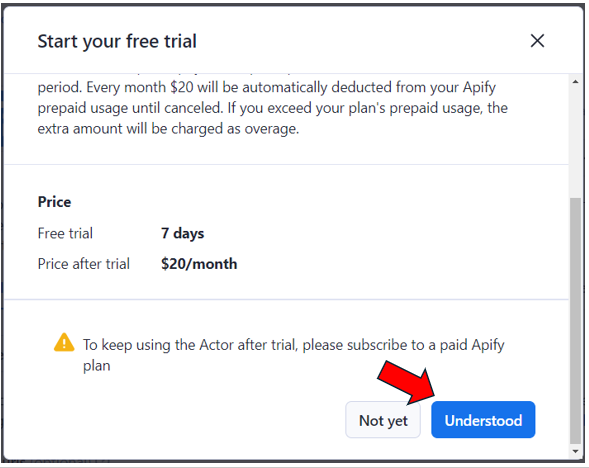 Start your free trial
period. Every month $20 will be automatically deducted from your Apify
prepaid usage until canceled. If you exceed your plan's prepaid usage, the
extra amount will be charged as overage.
Price
Free trial 7 days
Price after trial $20/month
To keep using the Actor after trial, please subscribe to a paid Apify
plan
Not yet Understood